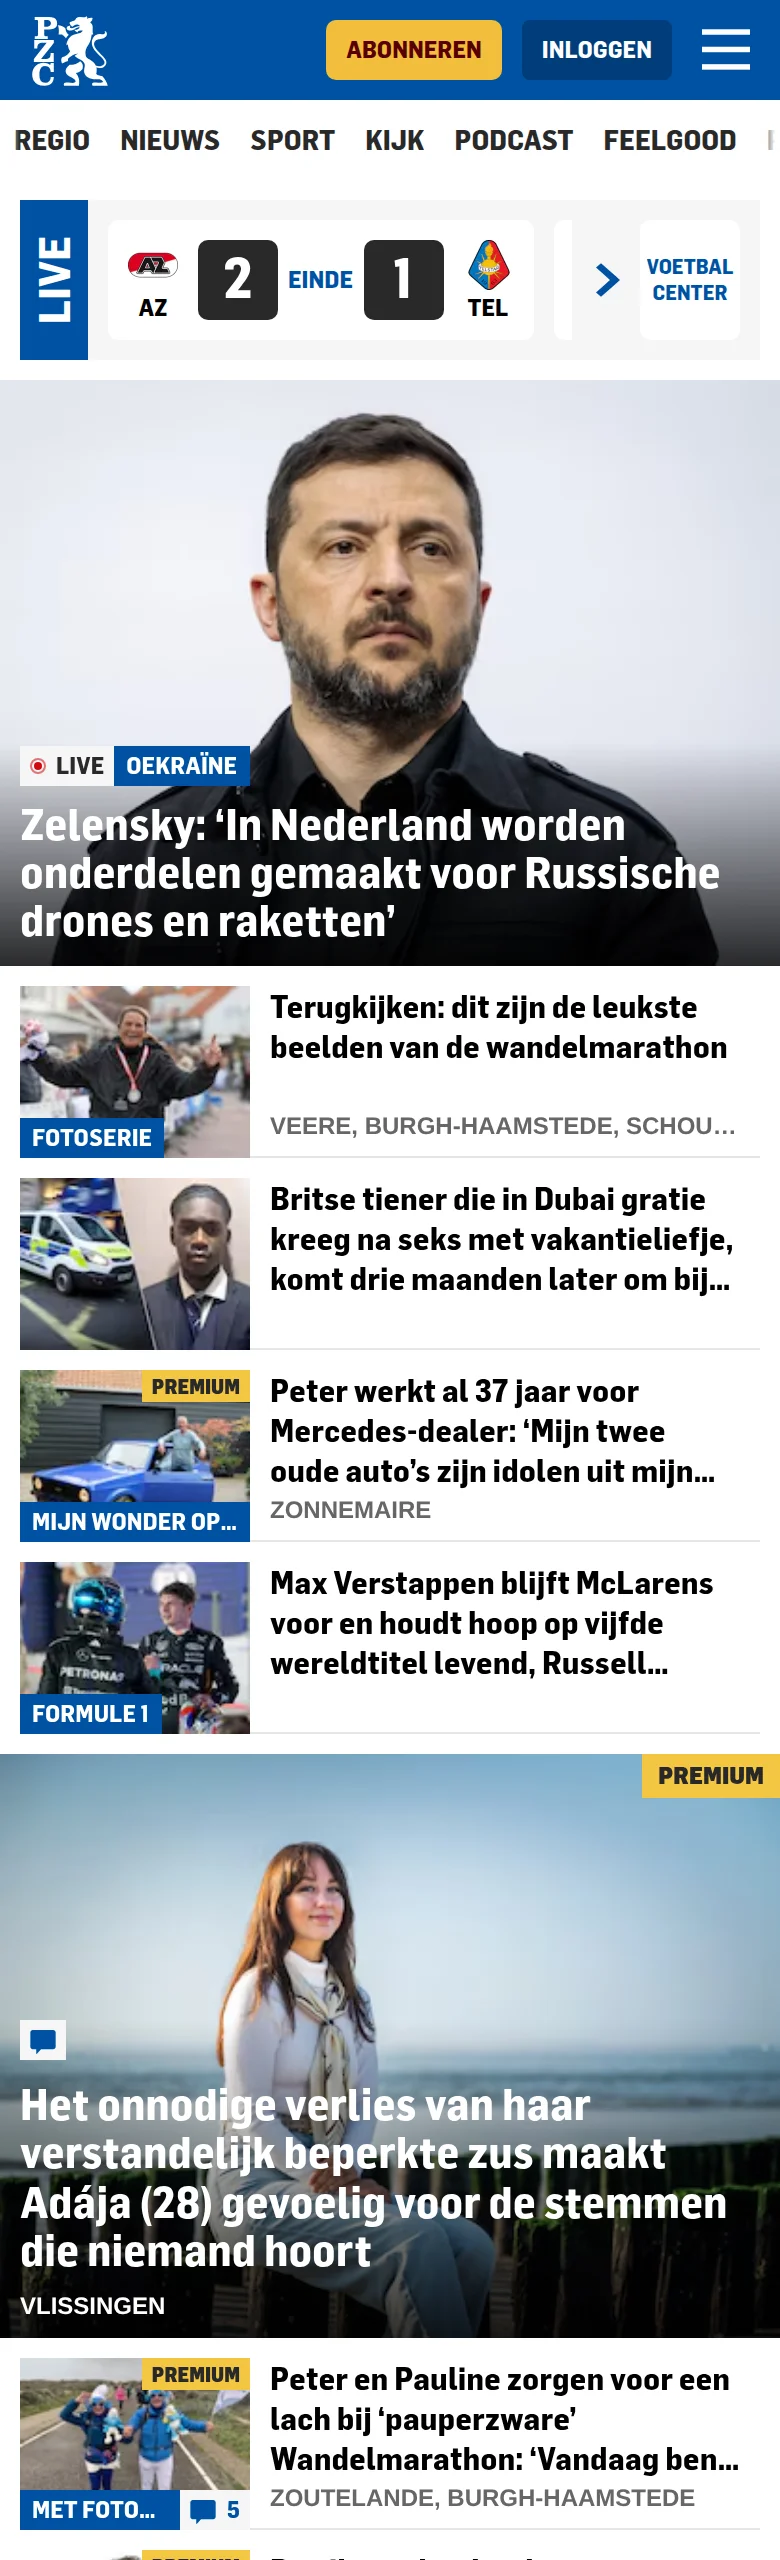 PZC
ABONNEREN
INLOGGEN
REGIO NIEUWS SPORT KIJK PODCAST FEELGOOD
LIVE
AZ
2
EINDE
1
TEL
VOETBAL
CENTER
LIVE
OEKRAÏNE
Zelensky: ‘In Nederland worden
onderdelen gemaakt voor Russische
drones en raketten’
FOTOSERIE
Terugkijken: dit zijn de leukste
beelden van de wandelmarathon
VEERE, BURGH-HAAMSTEDE, SCHOU…
Britse tiener die in Dubai gratie
kreeg na seks met vakantieliefje,
komt drie maanden later om bij...
PREMIUM
MIJN WONDER OP...
Peter werkt al 37 jaar voor
Mercedes-dealer: ‘Mijn twee
oude auto’s zijn idolen uit mijn...
ZONNEMAIRE
PETRONAS
FORMULE 1
Max Verstappen blijft McLarens
voor en houdt hoop op vijfde
wereldtitel levend, Russell...
PREMIUM
Het onnodige verlies van haar
verstandelijk beperkte zus maakt
Adája (28) gevoelig voor de stemmen
die niemand hoort
VLISSINGEN
PREMIUM
MET FOTO...
5
Peter en Pauline zorgen voor een
lach bij ‘pauperzware’
Wandelmarathon: ‘Vandaag ben...
ZOUTELANDE, BURGH-HAAMSTEDE